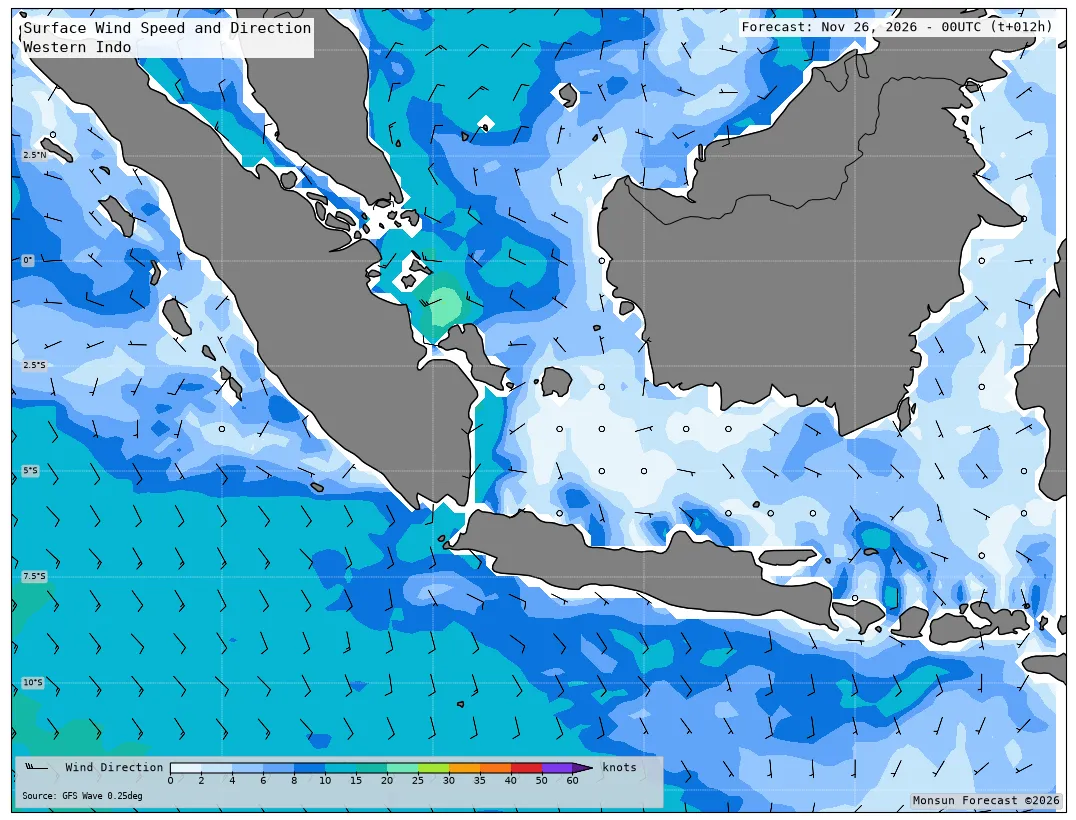 Surface Wind Speed and Direction
Western Indo
Forecast: Nov 26, 2026 - 00UTC (t+012h)
2.5°N
0°
2.5°S
5°S
7.5°S
10°S
Wind Direction
0 2 4 6 8 10 15 20 25 30 35 40 50 60
knots
Source: GFS Wave 0.25deg
Monsun Forecast ©2026